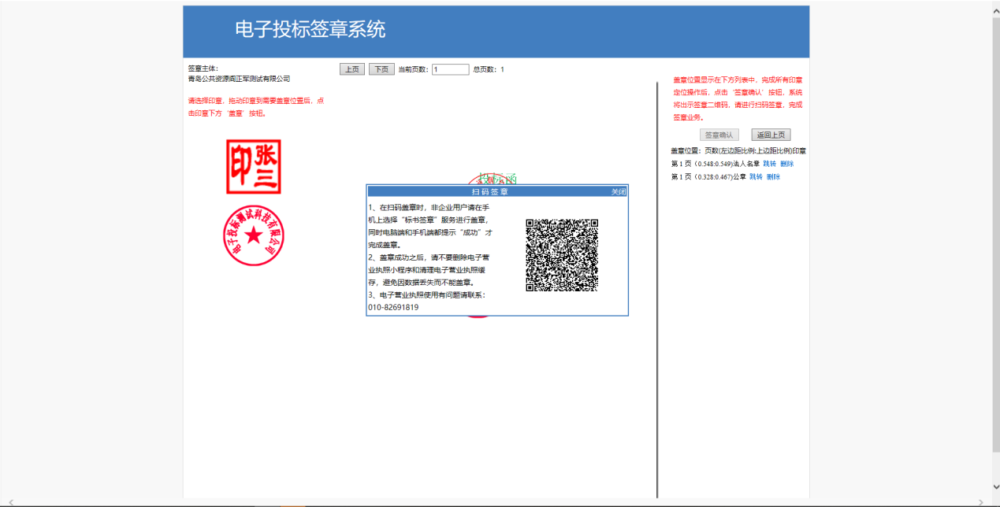 电子投标签章系统
签章主体：
青岛公共资源阎正军测试有限公司
请选择印章，拖动印章到需要盖章位置后，点
击印章下方‘盖章’按钮。
印张三
电子投标测试科技有限公司
上页 下页 当前页数： 1 总页数： 1
投标函
扫码签章 关闭
1、在扫码盖章时，非企业用户请在手
机上选择“标书签章”服务进行盖章，
同时电脑端和手机端都提示“成功”才
完成盖章。
2、盖章成功之后，请不要删除电子营
业执照小程序和清理电子营业执照缓
存，避免因数据丢失而不能盖章。
3、电子营业执照使用有问题请联系：
010-82691819
盖章位置显示在下方列表中，完成所有印章
定位操作后，点击‘签章确认’按钮，系统
将出示签章二维码，请进行扫码签章，完成
签章业务。
签章确认 返回上页
盖章位置：页数(左边距比例:上边距比例)印章
第 1 页（0.548:0.549)法人名章 跳转 删除
第 1 页（0.328:0.467)公章 跳转 删除